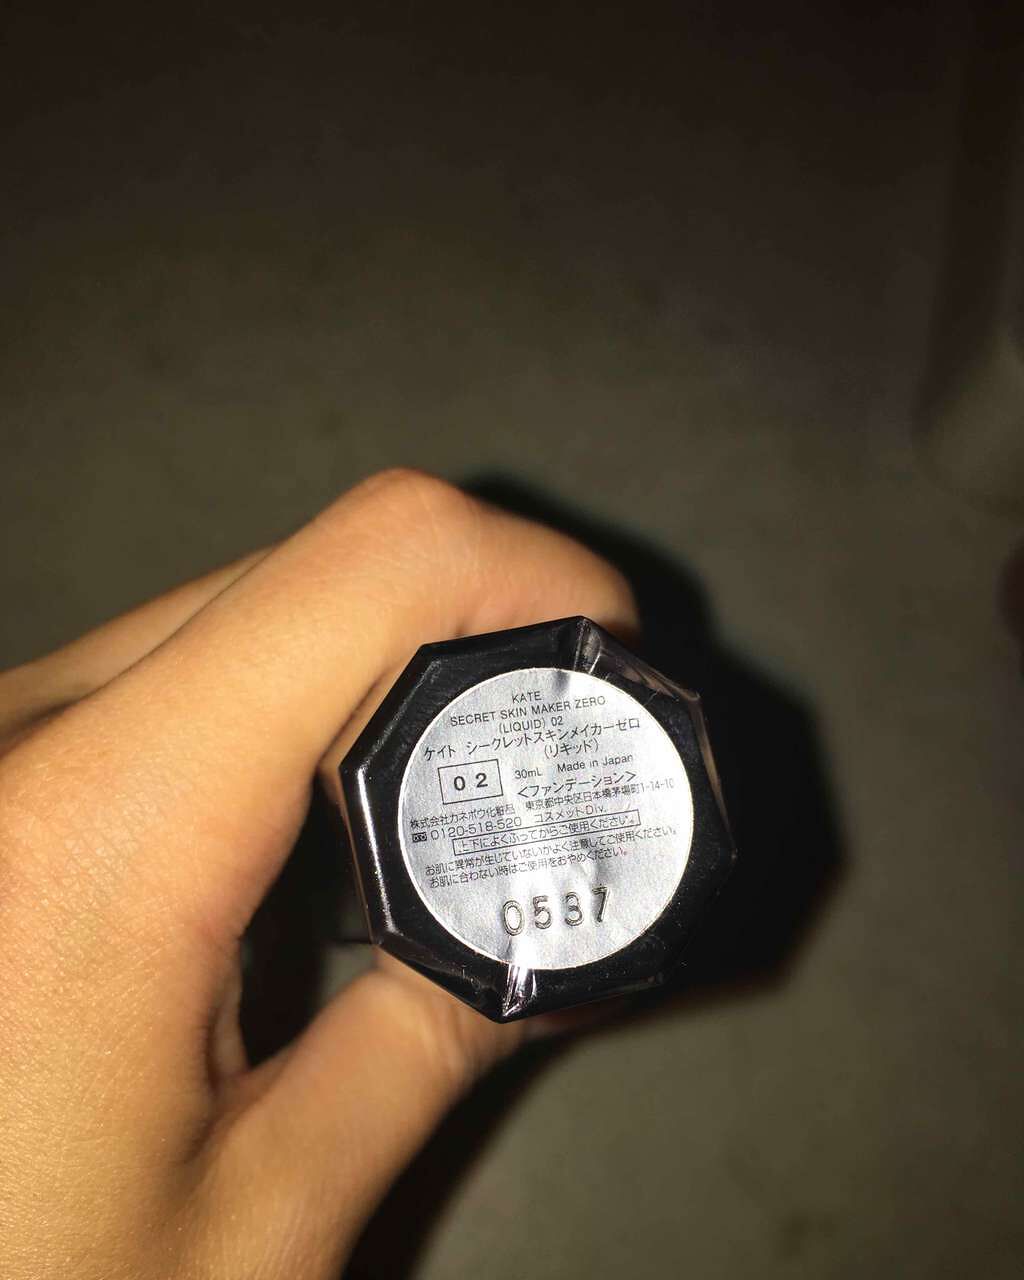 KATE
SECRET SKIN MAKER ZERO
(LIQUID) 02
ケイト シークレットスキンメイカーゼロ
(リキッド)
02
30mL Made in Japan
<ファンデーション>
株式会社カネボウ化粧品 東京都中央区日本橋茅場町1-14-10
0120-518-520 コスメットDiv.
上下によくふってからご使用ください。
お肌に異常が生じていないかよく注意してご使用ください。
お肌に合わない時はご使用をおやめください。
0537